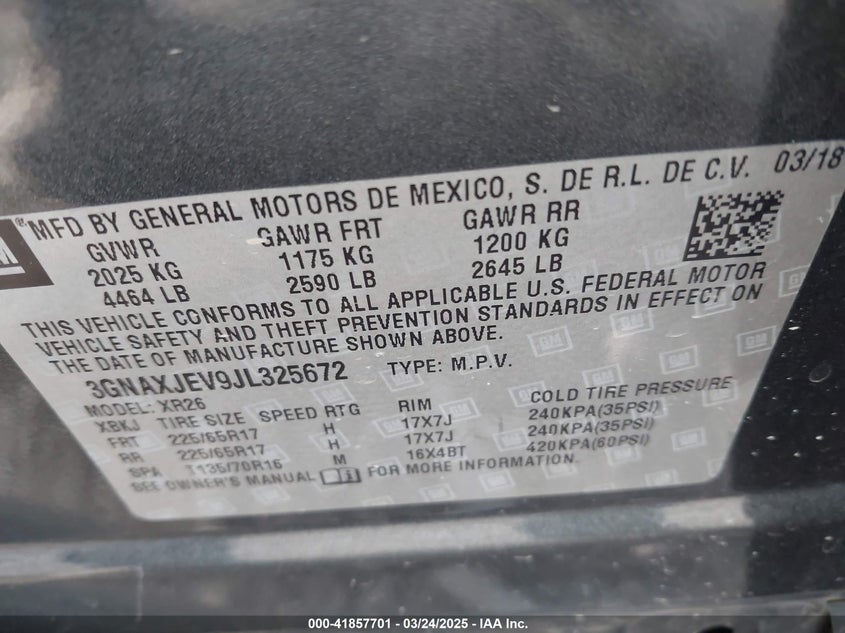 GM
®MFD BY GENERAL MOTORS DE MEXICO, S. DE R.L. DE C.V. 03/18
GVWR GAWR FRT GAWR RR
2025 KG 1175 KG 1200 KG
4464 LB 2590 LB 2645 LB
THIS VEHICLE CONFORMS TO ALL APPLICABLE U.S. FEDERAL MOTOR
VEHICLE SAFETY AND THEFT PREVENTION STANDARDS IN EFFECT ON
THE DATE OF MANUFACTURE SHOWN ABOVE.
3GNAXJEV9JL325672 TYPE: M.P.V.
MODEL: XR26
XBKJ TIRE SIZE SPEED RTG RIM COLD TIRE PRESSURE
FRT 225/65R17 H 17X7J 240KPA(35PSI)
RR 225/65R17 H 17X7J 240KPA(35PSI)
SPA T135/70R16 M 16X4BT 420KPA(60PSI)
SEE OWNER'S MANUAL FOR MORE INFORMATION.
000-41857701 - 03/24/2025 - IAA Inc.